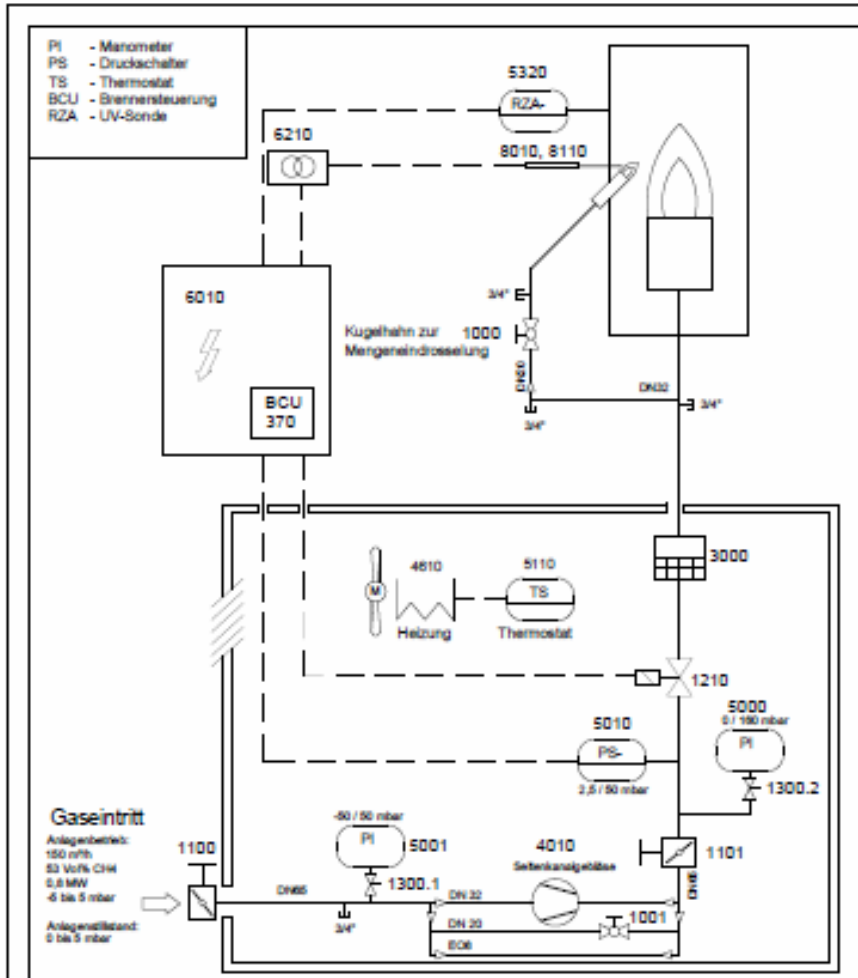 PI - Manometer
PS - Druckschalter
TS - Thermostat
BCU - Brennersteuerung
RZA - UV-Sonde
5320
RZA-
6210
8010, 8110
6010
3/4"
Kugelhahn zur
Mengeneindrosselung
1000
DN20
DN32
3/4"
3/4"
BCU
370
3000
4610
5110
M
TS
Heizung
Thermostat
1210
5000
0 / 160 mbar
5010
PS-
PI
2,5 / 50 mbar
1300.2
Gaseintritt
Anlagenbetrieb:
150 m³/h
53 Vol% CH4
0,8 MW
-5 bis 5 mbar
Anlagenstillstand:
0 bis 5 mbar
1100
-50 / 50 mbar
PI
5001
1300.1
4010
Seitenkanalgebläse
1101
DN65
DN65
DN 32
3/4"
DN 20
1001